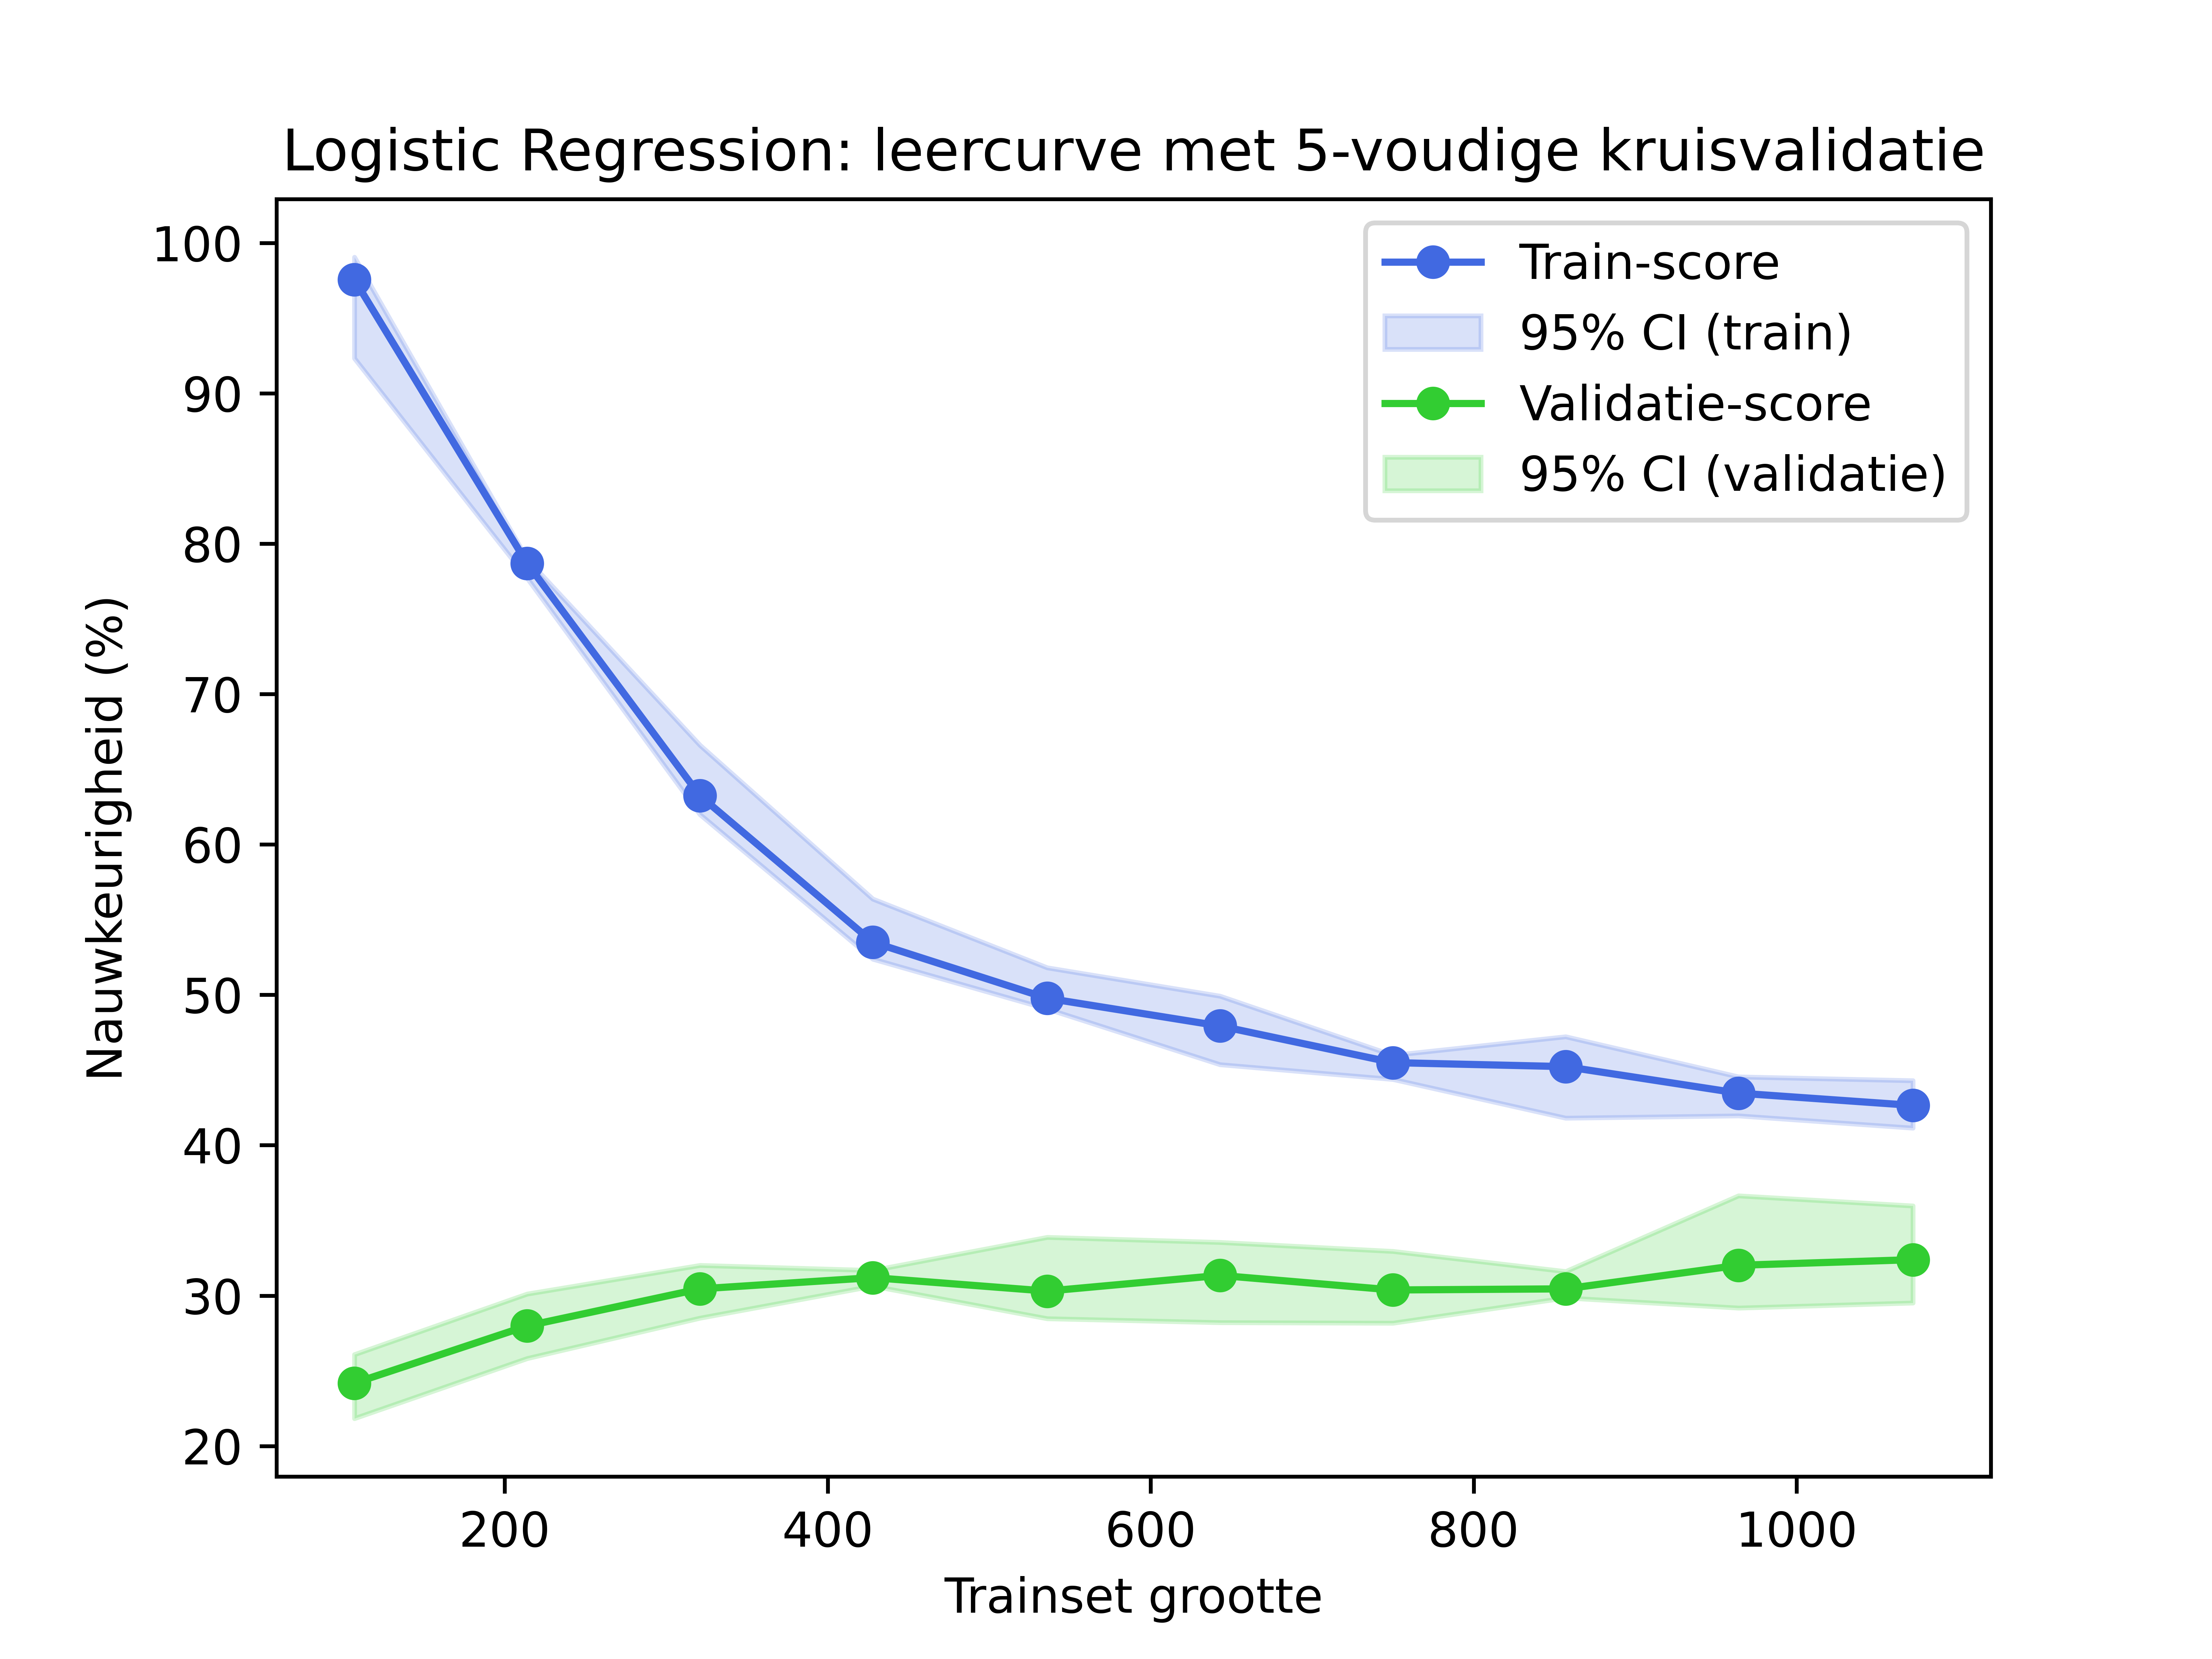 Logistic Regression: leercurve met 5-voudige kruisvalidatie
Train-score
95% CI (train)
Validatie-score
95% CI (validatie)
Nauwkeurigheid (%)
100
90
80
70
60
50
40
30
20
200 400 600 800 1000
Trainset grootte